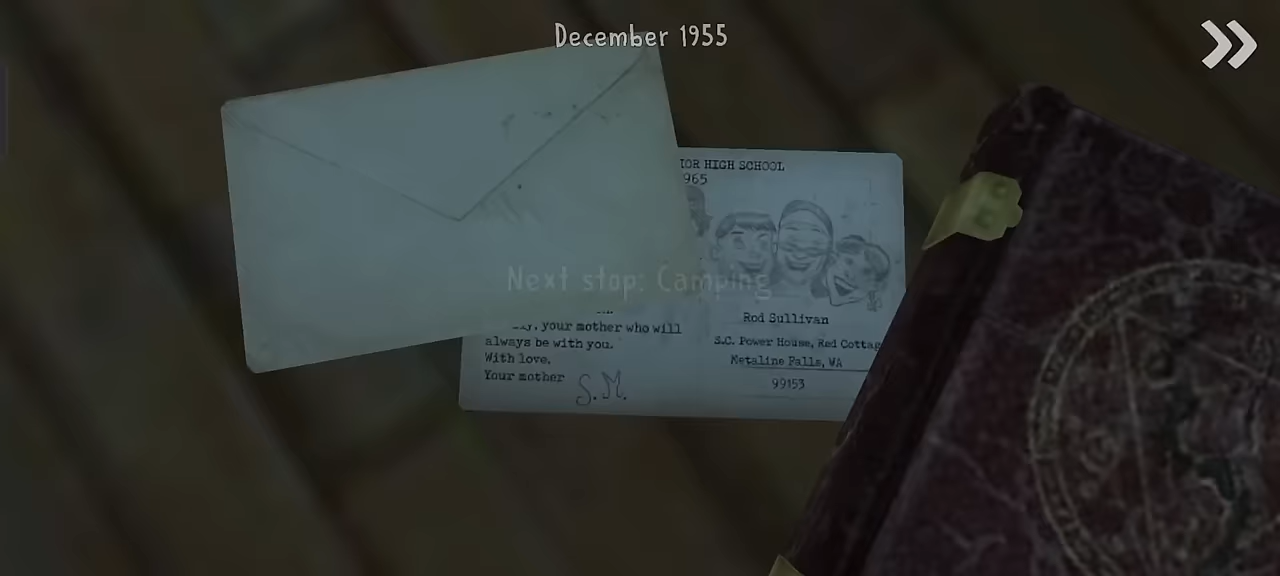 December 1955
IOR HIGH SCHOOL
965
Next stop: Camping
your mother who will
always be with you.
With love,
Your mother
S.M.
Rod Sullivan
S.C. Power House, Red Cottag
Metaline Falls, WA
99153